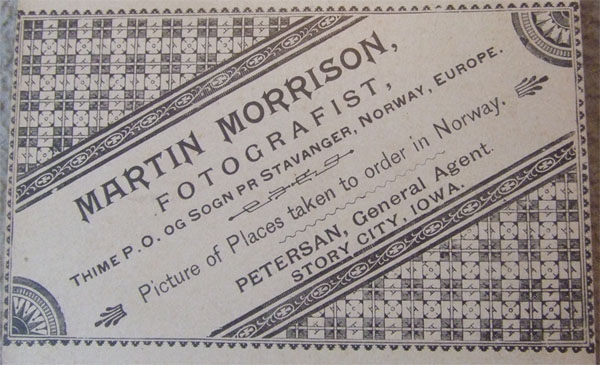 MARTIN MORRISON,
FOTOGRAFIST,
THIME P. O. OG SOGN PR STAVANGER, NORWAY, EUROPE.
Picture of Places taken to order in Norway.
PETERSAN, General Agent.
STORY CITY, IOWA.